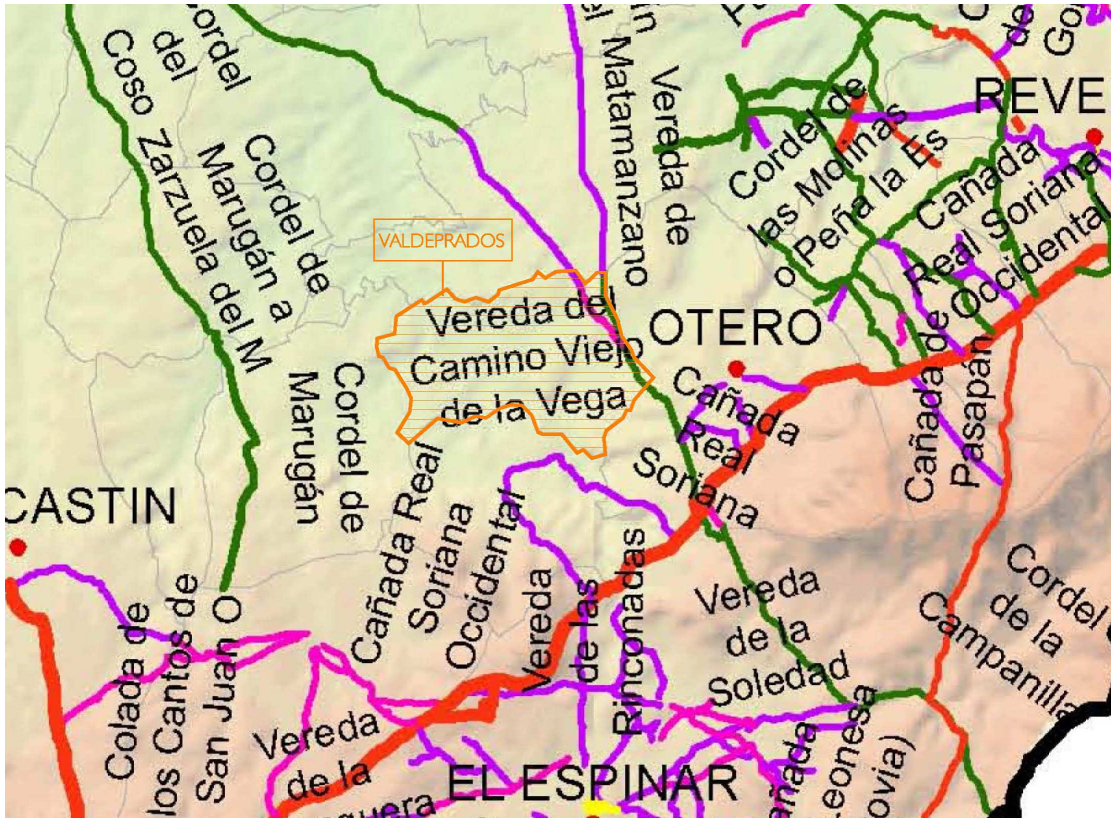 Cordel
del
Coso
Zarzuela del M
Cordel de
Marugán a
Marugán
Cordel de
Marugán
Matamanzano
Vereda de
VALDEPRADOS
Vereda del
Camino Viejo
de la Vega
OTERO
REVE
Cordel de
las Molinas
o Peña la Es
Cañada
Real Soriana
Occidental
Cañada de
Pasapán
Cañada
Real
Soriana
Cañada Real
Soriana
Occidental
CASTIN
Colada de
los Cantos de
San Juan O
Vereda
de las
Rinconadas
Vereda
de la
Soledad
Cordel
de la
Campanilla
Vereda
de la
EL ESPINAR
eonesa
ovia)